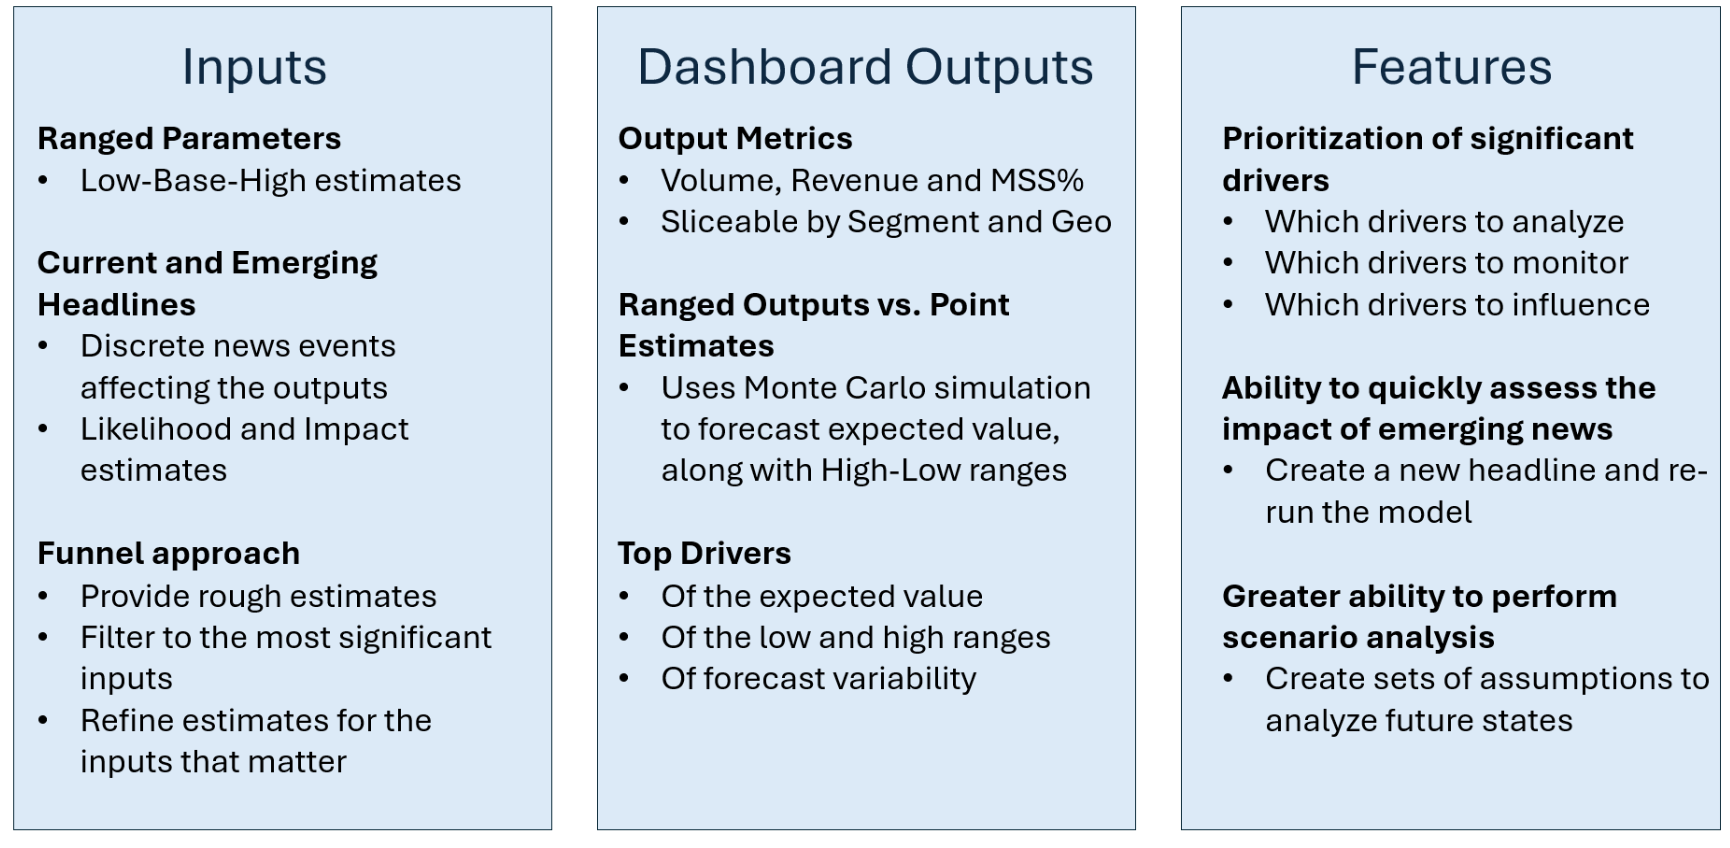 Inputs
Ranged Parameters
• Low-Base-High estimates
Current and Emerging
Headlines
• Discrete news events
affecting the outputs
• Likelihood and Impact
estimates
Funnel approach
• Provide rough estimates
• Filter to the most significant
inputs
• Refine estimates for the
inputs that matter
Dashboard Outputs
Output Metrics
• Volume, Revenue and MSS%
• Sliceable by Segment and Geo
Ranged Outputs vs. Point
Estimates
• Uses Monte Carlo simulation
to forecast expected value,
along with High-Low ranges
Top Drivers
• Of the expected value
• Of the low and high ranges
• Of forecast variability
Features
Prioritization of significant
drivers
• Which drivers to analyze
• Which drivers to monitor
• Which drivers to influence
Ability to quickly assess the
impact of emerging news
• Create a new headline and re-
run the model
Greater ability to perform
scenario analysis
• Create sets of assumptions to
analyze future states